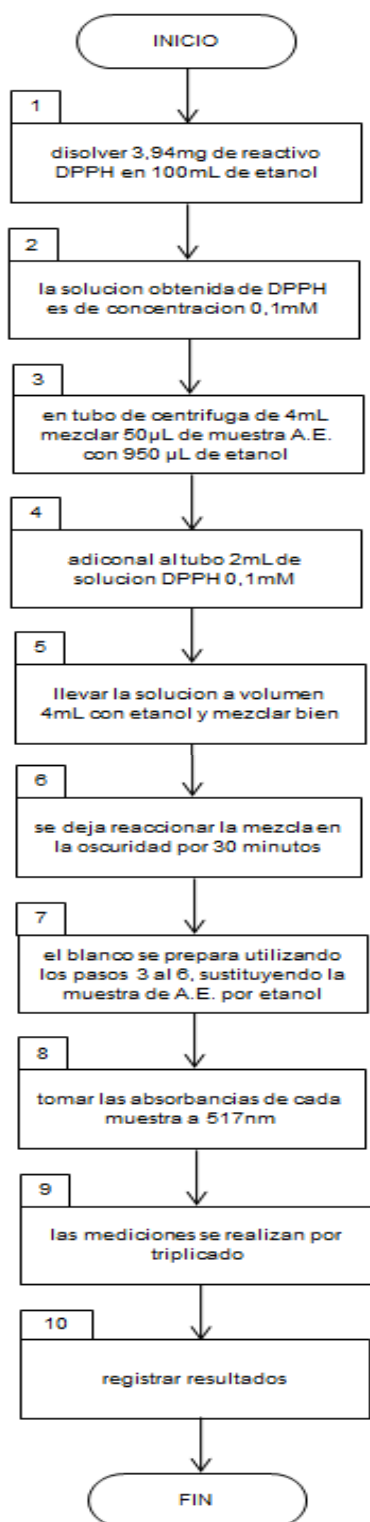 INICIO
1
disolver 3,94mg de reactivo
DPPH en 100mL de etanol
2
la solucion obtenida de DPPH
es de concentracion 0,1mM
3
en tubo de centrifuga de 4mL
mezclar 50µL de muestra A.E.
con 950 µL de etanol
4
adiconal al tubo 2mL de
solucion DPPH 0,1mM
5
llevar la solucion a volumen
4mL con etanol y mezclar bien
6
se deja reaccionar la mezcla en
la oscuridad por 30 minutos
7
el blanco se prepara utilizando
los pasos 3 al 6, sustituyendo la
muestra de A.E. por etanol
8
tomar las absorbancias de cada
muestra a 517nm
9
las mediciones se realizan por
triplicado
10
registrar resultados
FIN